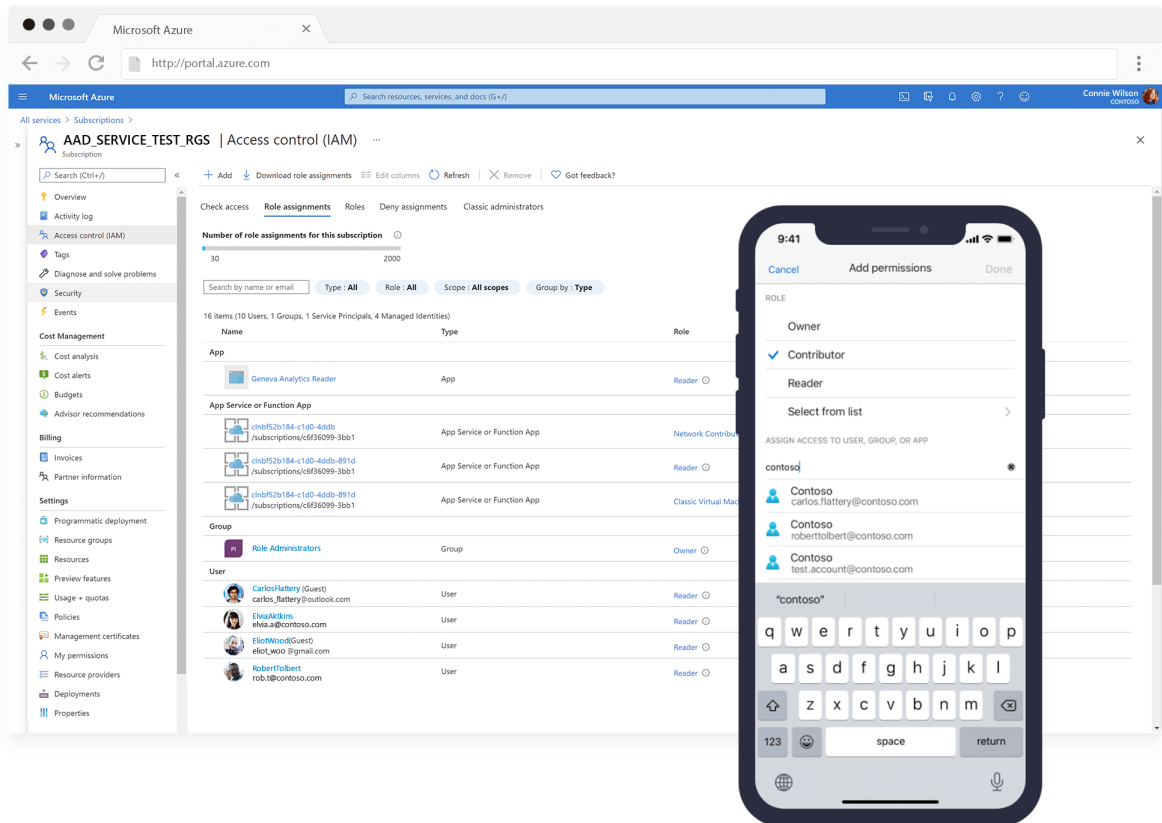 Microsoft Azure
http://portal.azure.com
Microsoft Azure
Search resources, services, and docs (G+/)
Connie Wilson
CONTOSO
All services > Subscriptions >
AAD_SERVICE_TEST_RGS | Access control (IAM) ...
Subscription
Search (Ctrl+/)
Overview
Activity log
Access control (IAM)
Tags
Diagnose and solve problems
Security
Events
Cost Management
Cost analysis
Cost alerts
Budgets
Advisor recommendations
Billing
Invoices
Partner information
Settings
Programmatic deployment
Resource groups
Resources
Preview features
Usage + quotas
Policies
Management certificates
My permissions
Resource providers
Deployments
Properties
Add Download role assignments Edit columns Refresh Remove Got feedback?
Check access Role assignments Roles Deny assignments Classic administrators
Number of role assignments for this subscription
30 2000
Search by name or email Type : All Role : All Scope : All scopes Group by : Type
16 items (10 Users, 1 Groups, 1 Service Principals, 4 Managed Identities)
Name Type Role
App
Geneva Analytics Reader App Reader
App Service or Function App
clnbf52b184-c1d0-4ddb
/subscriptions/c6f36099-3bb1 App Service or Function App Network Contribu
clnbf52b184-c1d0-4ddb-891d
/subscriptions/c6f36099-3bb1 App Service or Function App Reader
clnbf52b184-c1d0-4ddb-891d
/subscriptions/c6f36099-3bb1 App Service or Function App Classic Virtual Mac
Group
PI Role Administrators Group Owner
User
CarlosFlattery (Guest)
carlos_flattery@outlook.com User Reader
ElviaAktkins
elvia.a@contoso.com User Reader
EliotWood(Guest)
eliot_woo @gmail.com User Reader
RobertTolbert
rob.t@contoso.com User Reader
9:41
Cancel Add permissions Done
ROLE
Owner
Contributor
Reader
Select from list
ASSIGN ACCESS TO USER, GROUP, OR APP
contoso
Contoso
carlos.flattery@contoso.com
Contoso
roberttolbert@contoso.com
Contoso
test.account@contoso.com
"contoso"
q w e r t y u i o p
a s d f g h j k l
z x c v b n m
123 space return